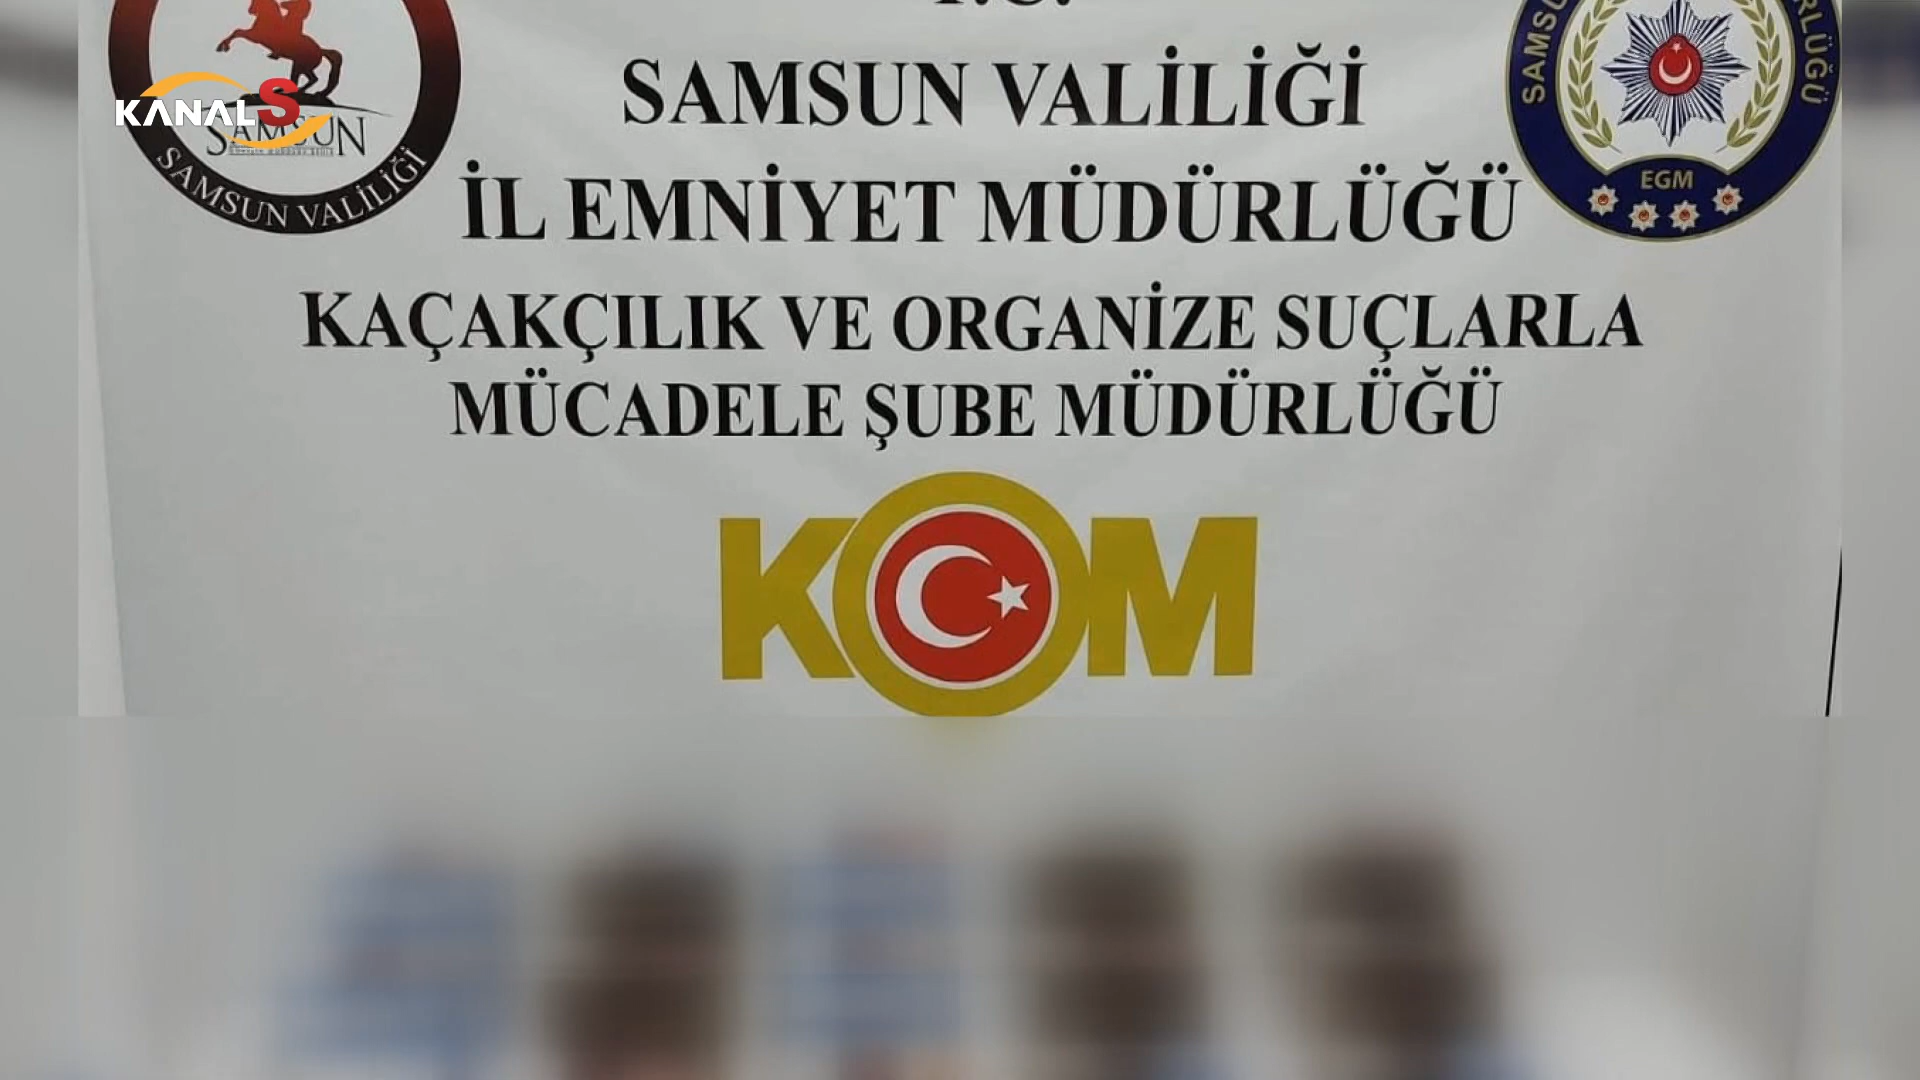 T.C.
SAMSUN VALİLİĞİ
İL EMNİYET MÜDÜRLÜĞÜ
KAÇAKÇILIK VE ORGANİZE SUÇLARLA
MÜCADELE ŞUBE MÜDÜRLÜĞÜ
KOM
KANAL S
SAMSUN
SAMSUN VALİLİĞİ
EGM